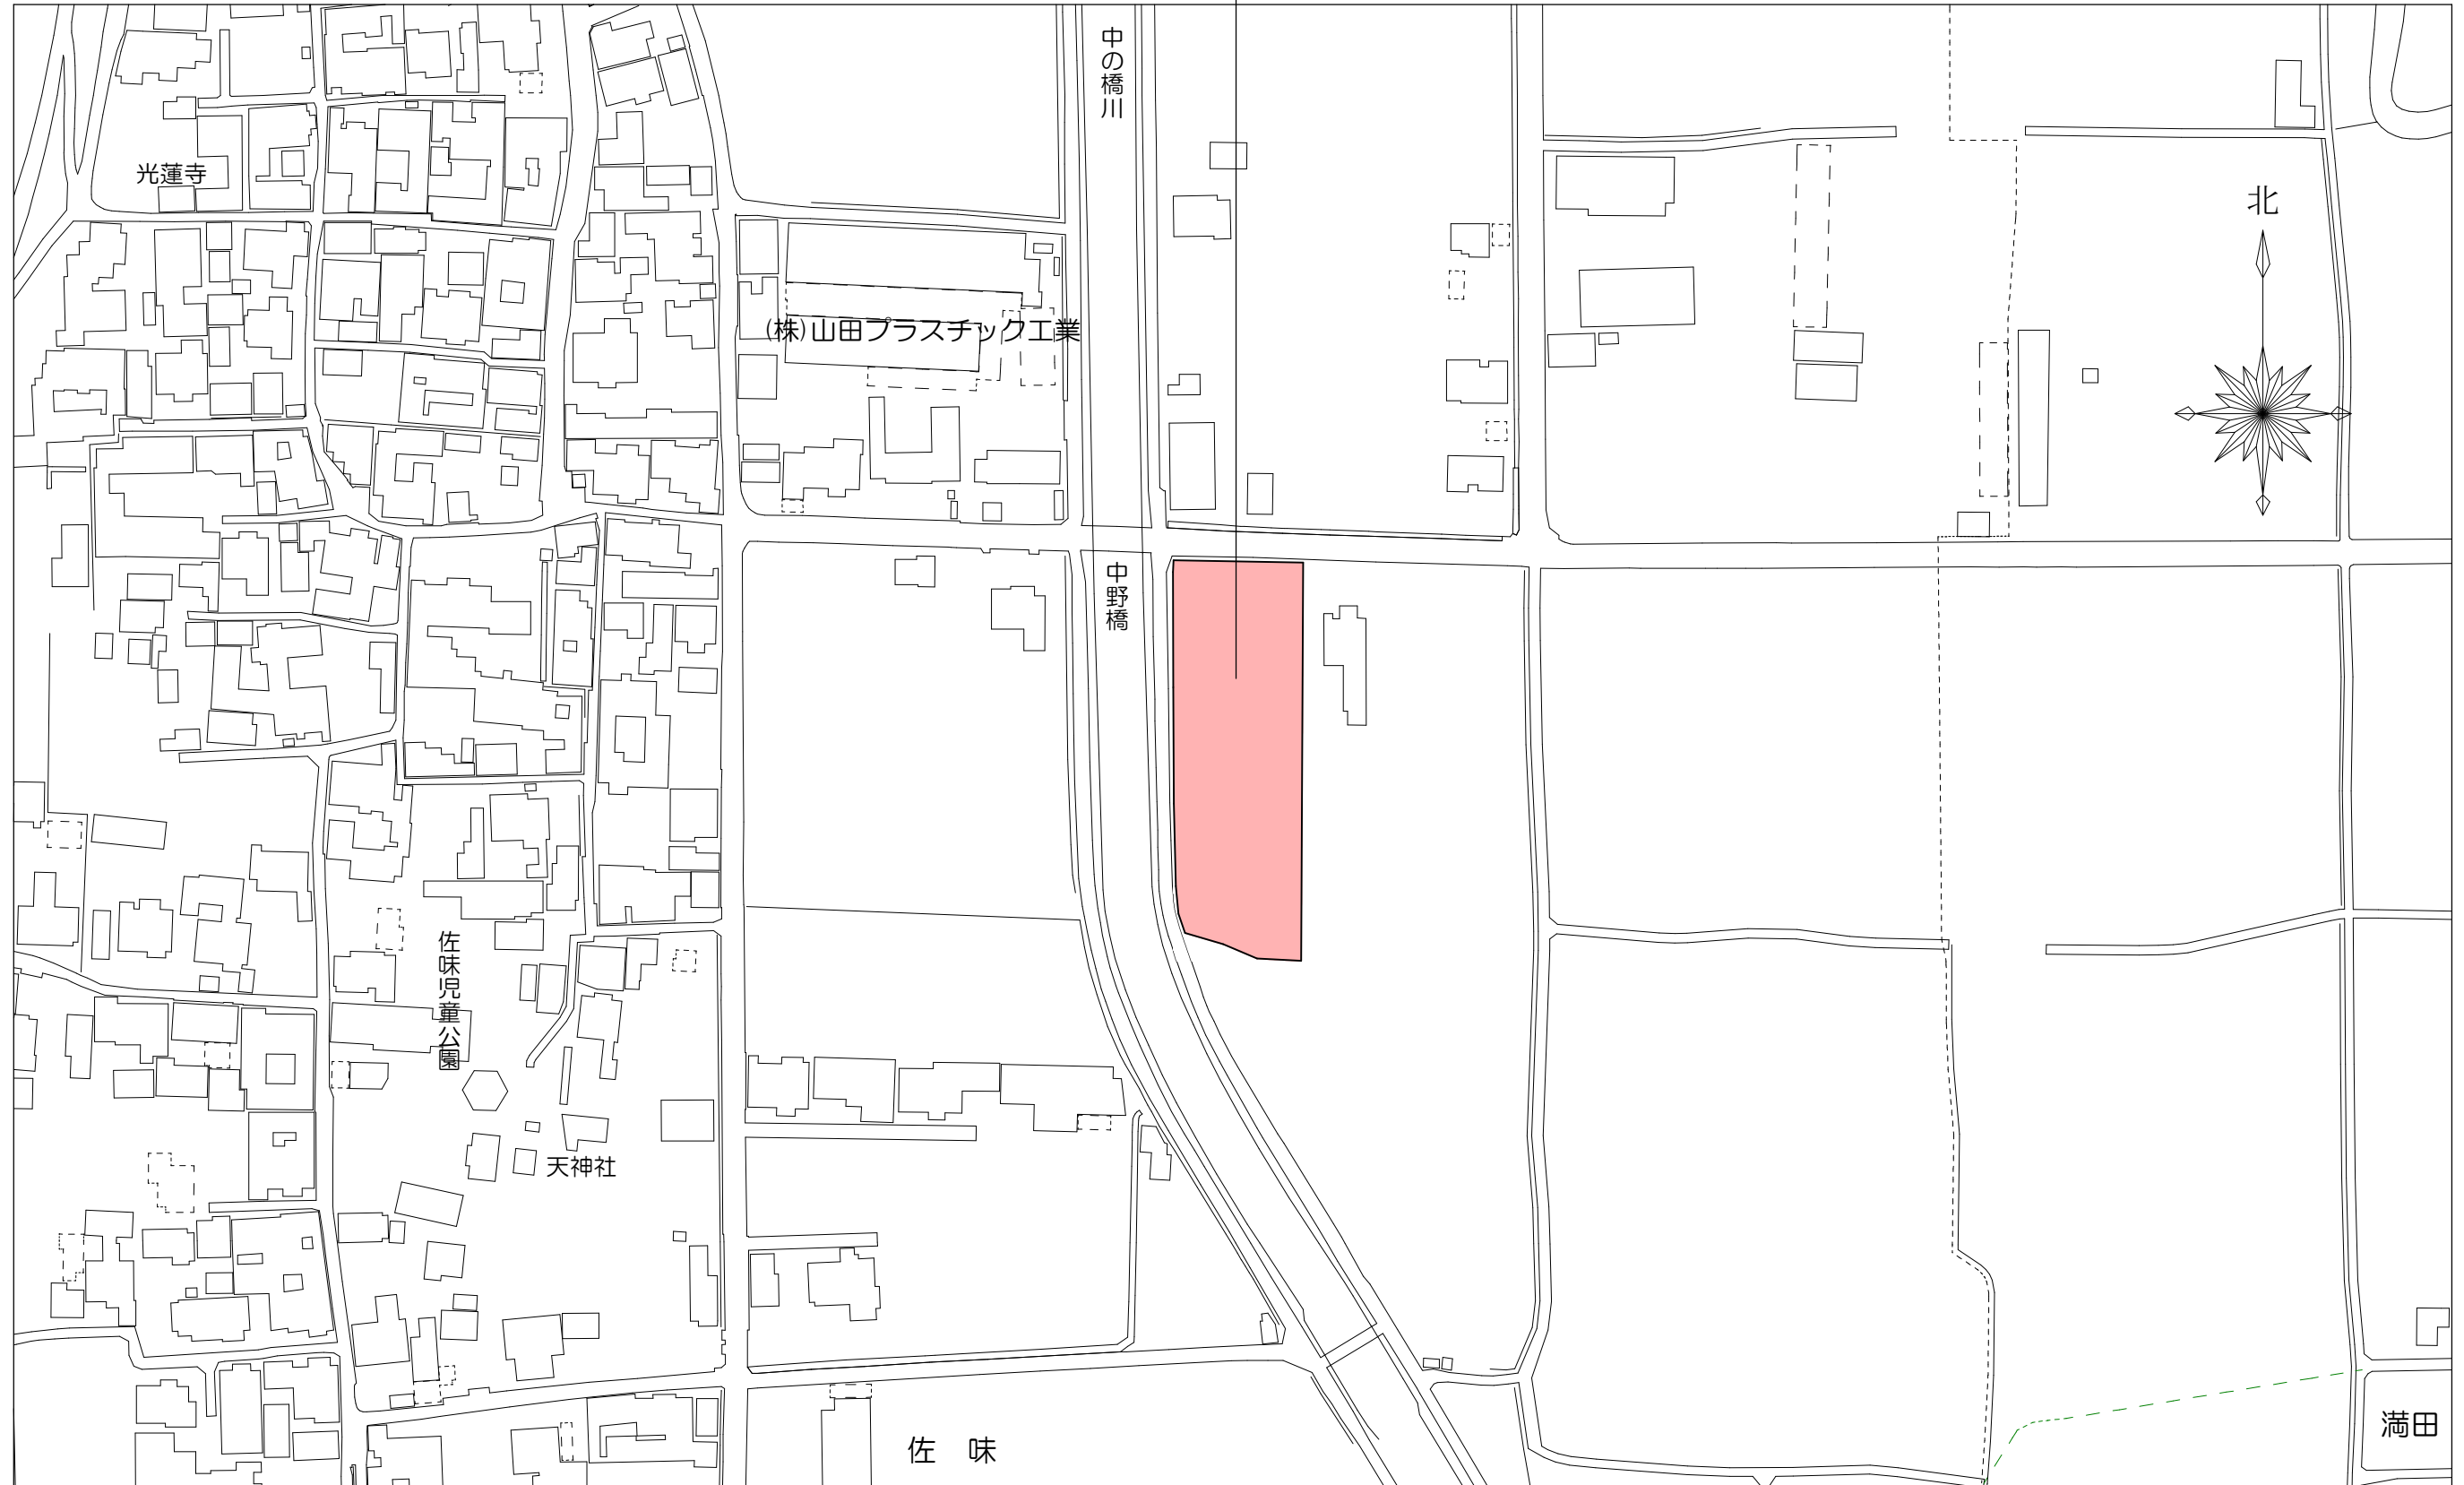 中の橋川
光蓮寺
北
(株)山田プラスチック工業
中野橋
佐味児童公園
天神社
佐　味
満田